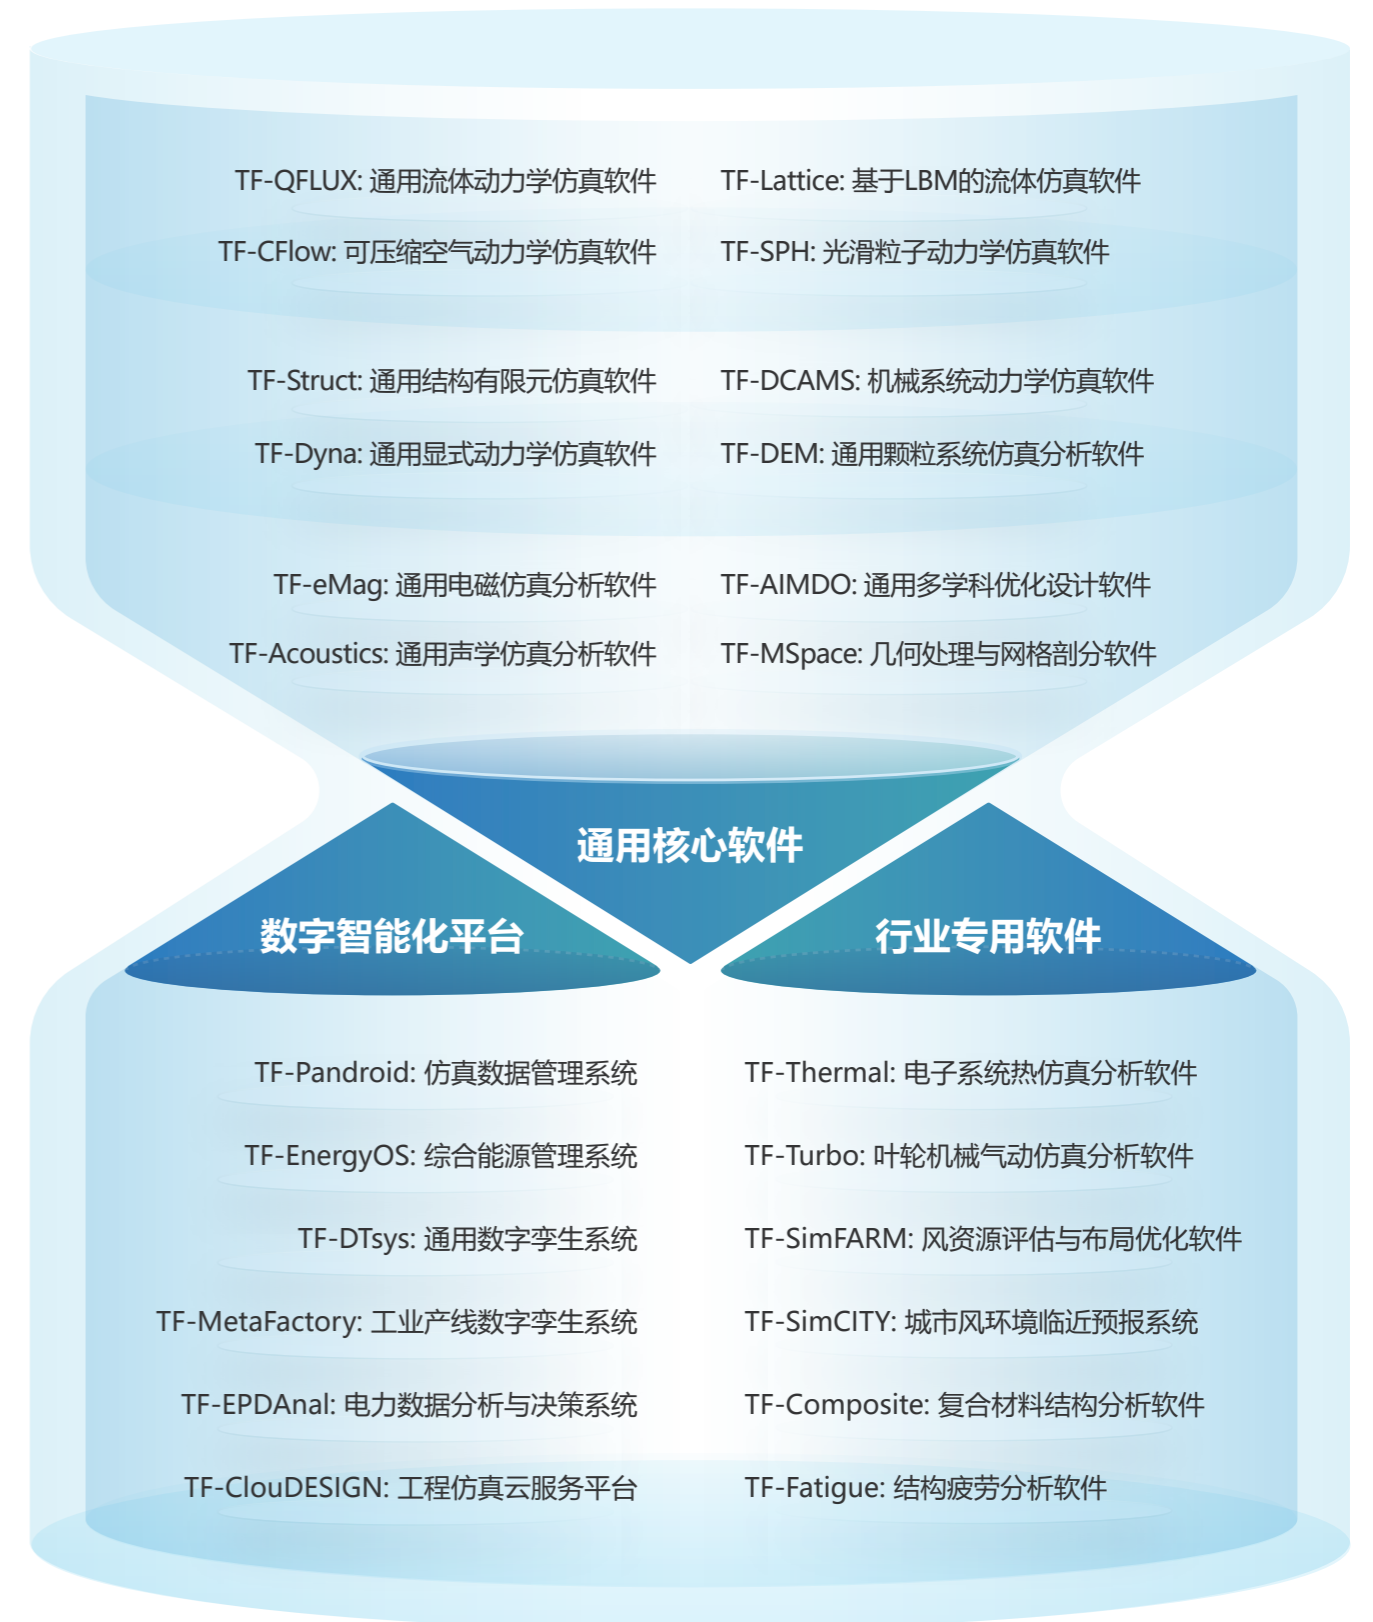 TF-QFLUX: 通用流体动力学仿真软件
TF-Lattice: 基于LBM的流体仿真软件
TF-CFlow: 可压缩空气动力学仿真软件
TF-SPH: 光滑粒子动力学仿真软件
TF-Struct: 通用结构有限元仿真软件
TF-DCAMS: 机械系统动力学仿真软件
TF-Dyna: 通用显式动力学仿真软件
TF-DEM: 通用颗粒系统仿真分析软件
TF-eMag: 通用电磁仿真分析软件
TF-AIMDO: 通用多学科优化设计软件
TF-Acoustics: 通用声学仿真分析软件
TF-MSpace: 几何处理与网格剖分软件
通用核心软件
数字智能化平台
行业专用软件
TF-Pandroid: 仿真数据管理系统
TF-Thermal: 电子系统热仿真分析软件
TF-EnergyOS: 综合能源管理系统
TF-Turbo: 叶轮机械气动仿真分析软件
TF-DTsys: 通用数字孪生系统
TF-SimFARM: 风资源评估与布局优化软件
TF-MetaFactory: 工业产线数字孪生系统
TF-SimCITY: 城市风环境临近预报系统
TF-EPDAnal: 电力数据分析与决策系统
TF-Composite: 复合材料结构分析软件
TF-ClouDESIGN: 工程仿真云服务平台
TF-Fatigue: 结构疲劳分析软件